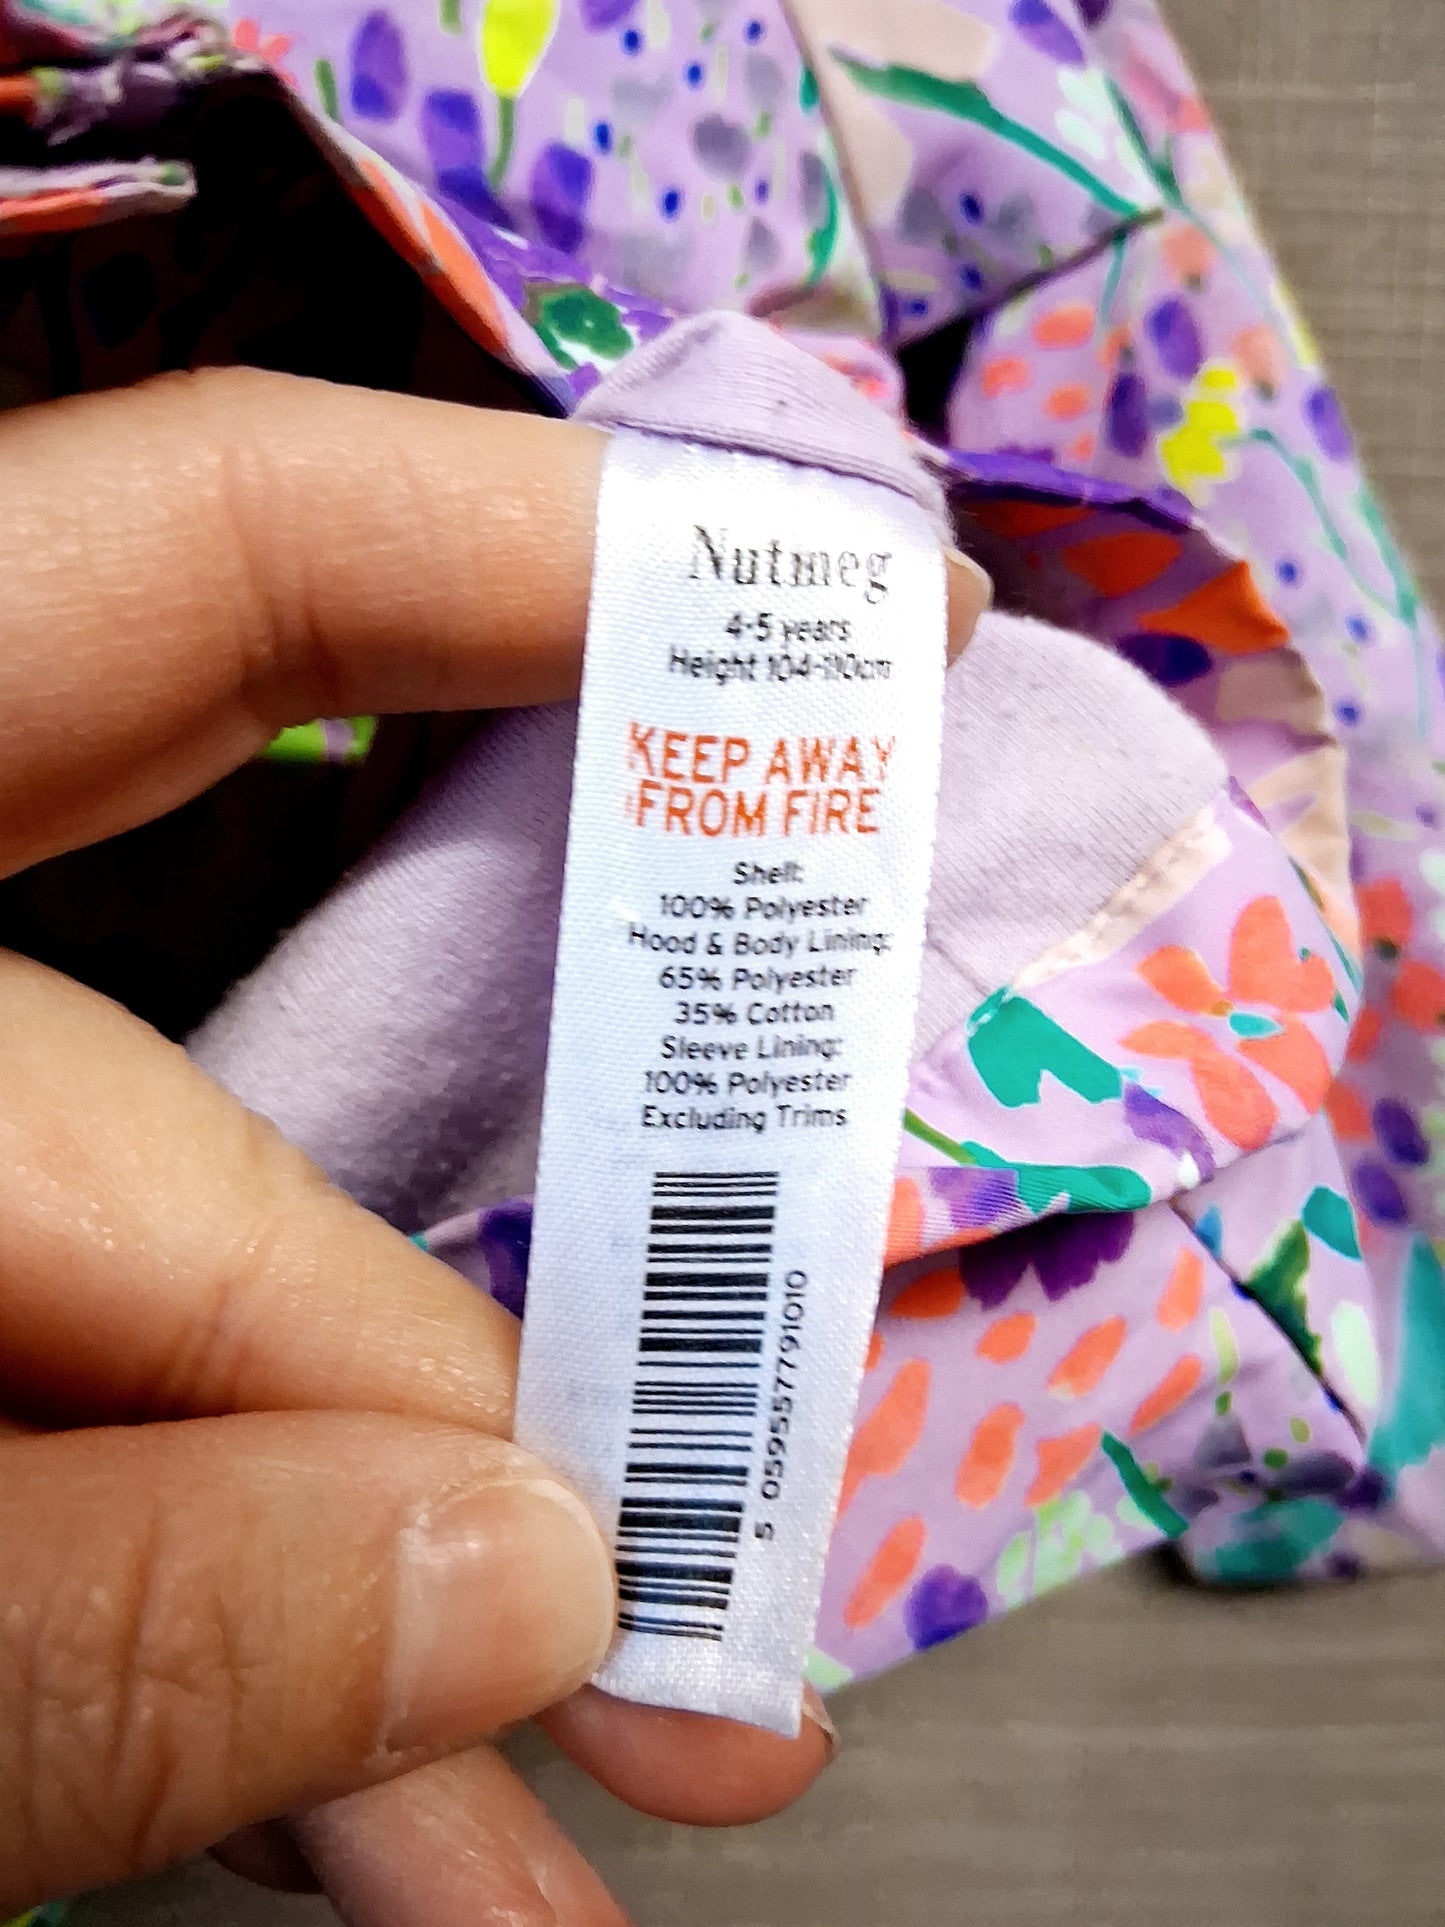 Nutmeg
4-5 years
Height 104-110cm
KEEP AWAY
FROM FIRE
Shell:
100% Polyester
Hood & Body Lining:
65% Polyester
35% Cotton
Sleeve Lining:
100% Polyester
Excluding Trims
5 059557791010